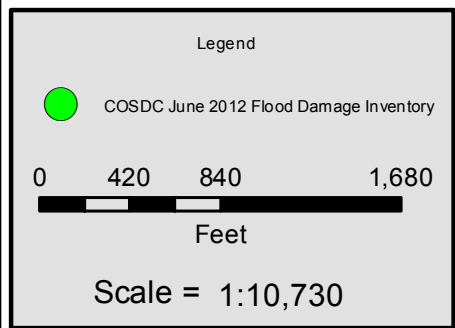 Legend
COSDC June 2012 Flood Damage Inventory
0 420 840 1,680
Feet
Scale = 1:10,730